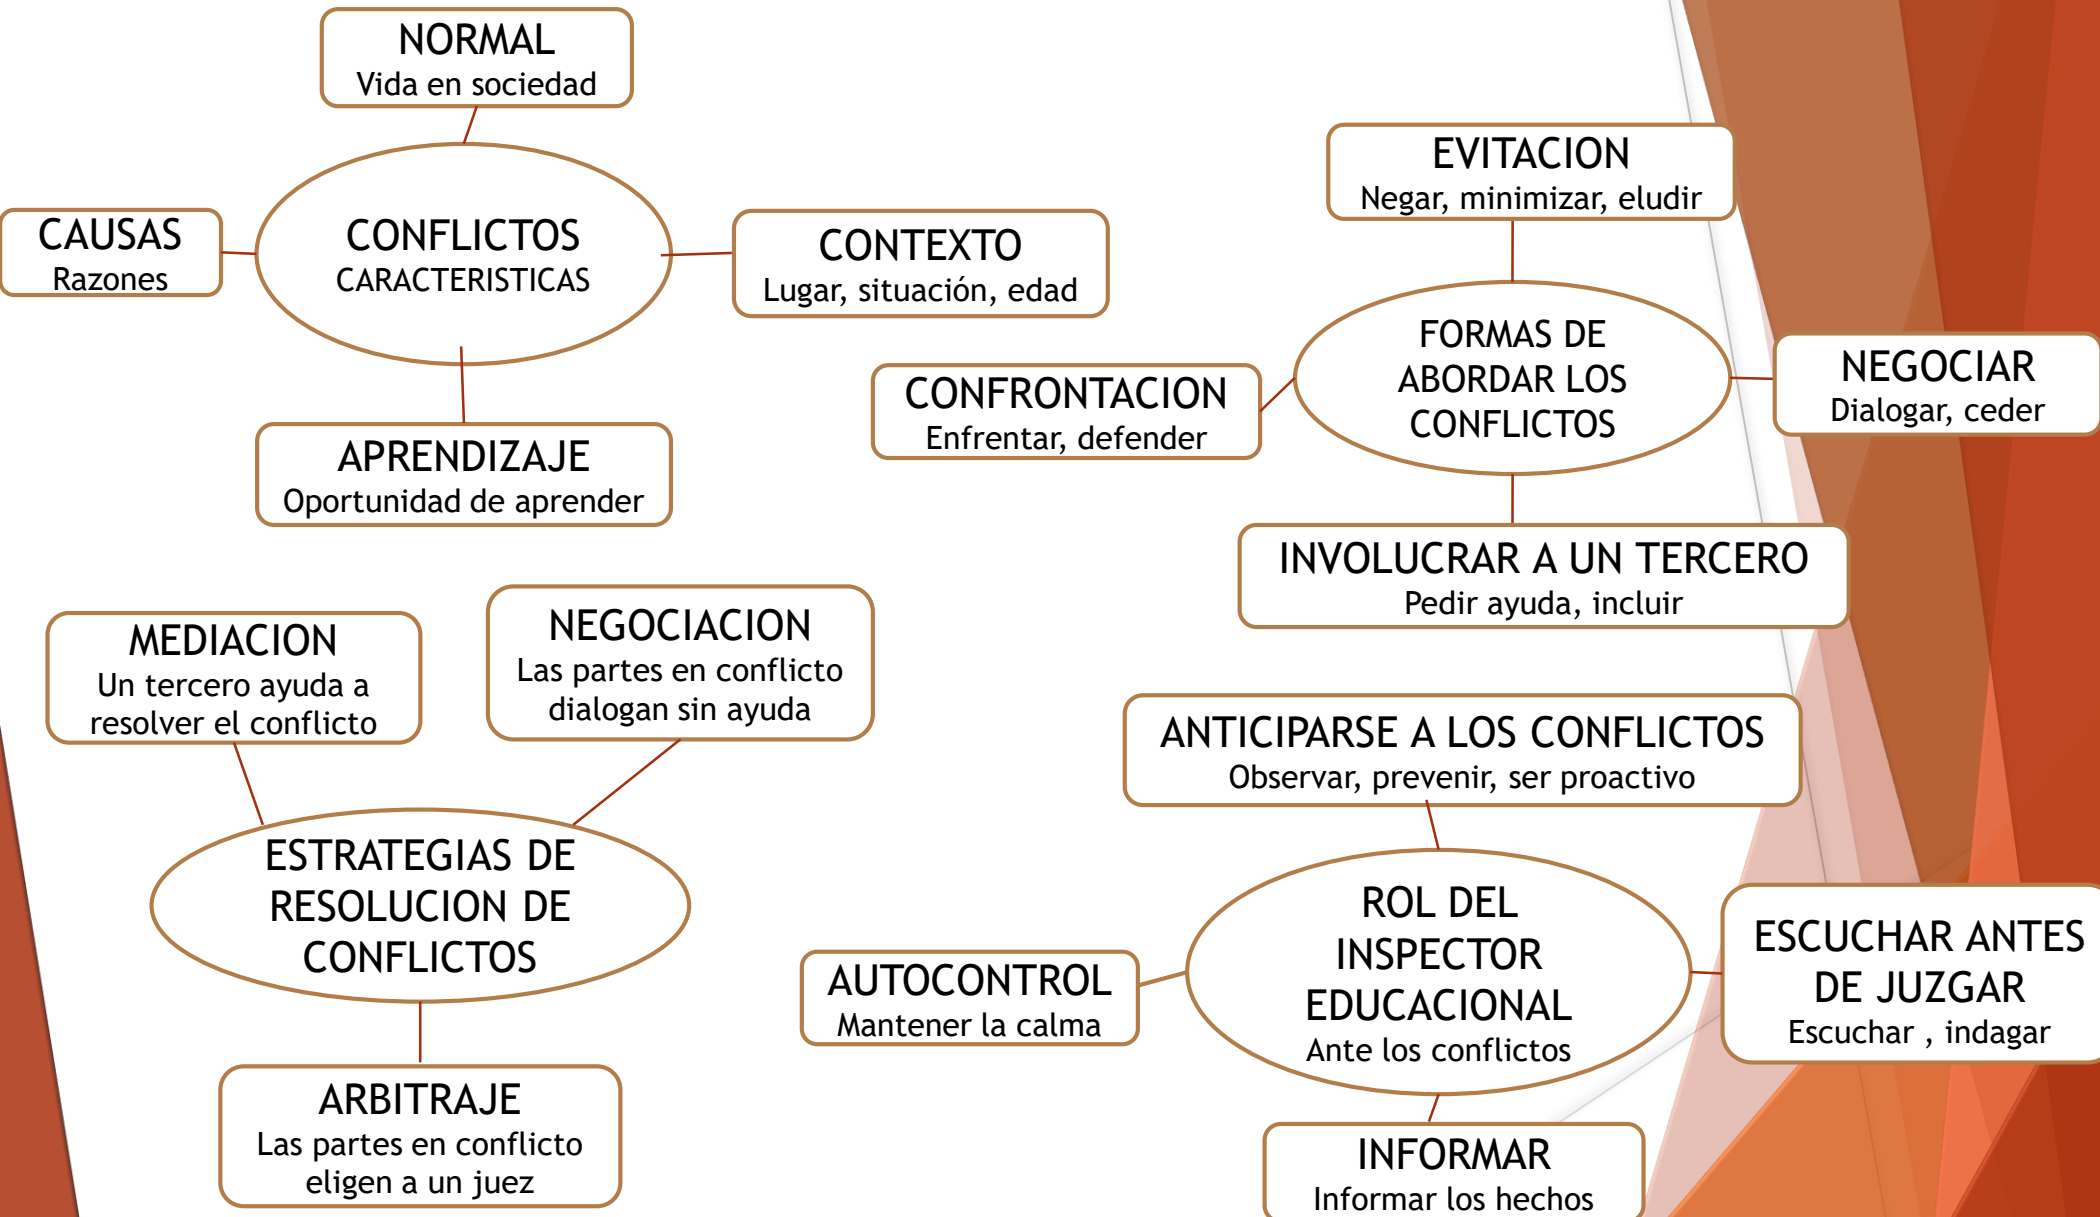 NORMAL
Vida en sociedad
CAUSAS
Razones
CONFLICTOS
CARACTERISTICAS
CONTEXTO
Lugar, situación, edad
APRENDIZAJE
Oportunidad de aprender
EVITACION
Negar, minimizar, eludir
CONFRONTACION
Enfrentar, defender
FORMAS DE
ABORDAR LOS
CONFLICTOS
NEGOCIAR
Dialogar, ceder
INVOLUCRAR A UN TERCERO
Pedir ayuda, incluir
MEDIACION
Un tercero ayuda a
resolver el conflicto
NEGOCIACION
Las partes en conflicto
dialogan sin ayuda
ESTRATEGIAS DE
RESOLUCION DE
CONFLICTOS
ARBITRAJE
Las partes en conflicto
eligen a un juez
ANTICIPARSE A LOS CONFLICTOS
Observar, prevenir, ser proactivo
AUTOCONTROL
Mantener la calma
ROL DEL
INSPECTOR
EDUCACIONAL
Ante los conflictos
ESCUCHAR ANTES
DE JUZGAR
Escuchar , indagar
INFORMAR
Informar los hechos